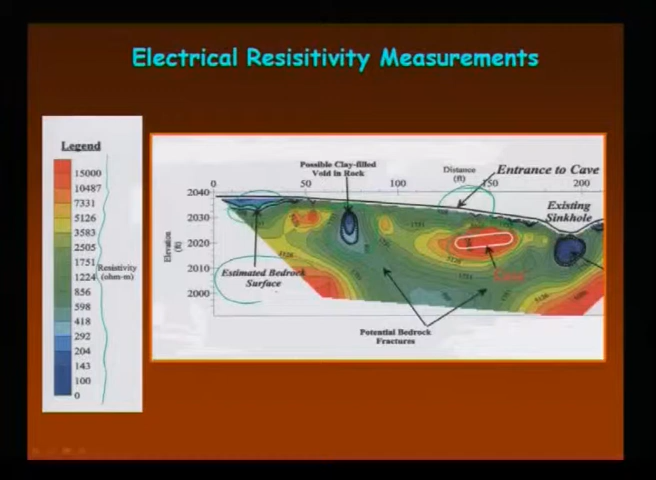 Electrical Resisitivity Measurements
Legend
15000
10487
7331
5126
3583
2505
1751
1224
856
598
418
292
204
143
100
0
Resistivity
(ohm-m)
Possible Clay-filled
Void in Rock
Distance
(ft)
Entrance to Cave
0
50
100
150
200
Existing
Sinkhole
2040
2030
2020
2010
2000
Elevation
(ft)
Estimated Bedrock
Surface
Cave
Potential Bedrock
Fractures